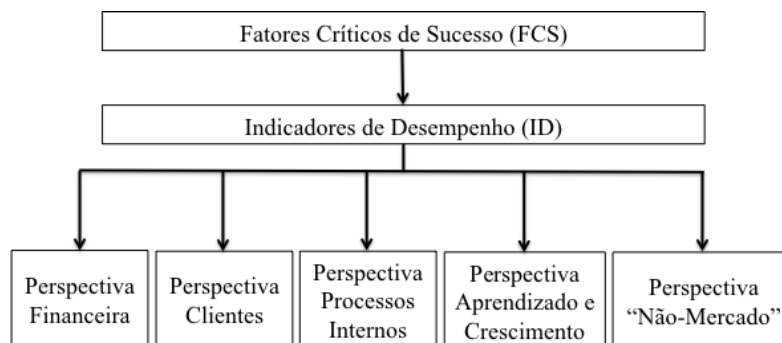 Fatores Críticos de Sucesso (FCS)
Indicadores de Desempenho (ID)
Perspectiva
Financeira
Perspectiva
Clientes
Perspectiva
Processos
Internos
Perspectiva
Aprendizado e
Crescimento
Perspectiva
“Não-Mercado”